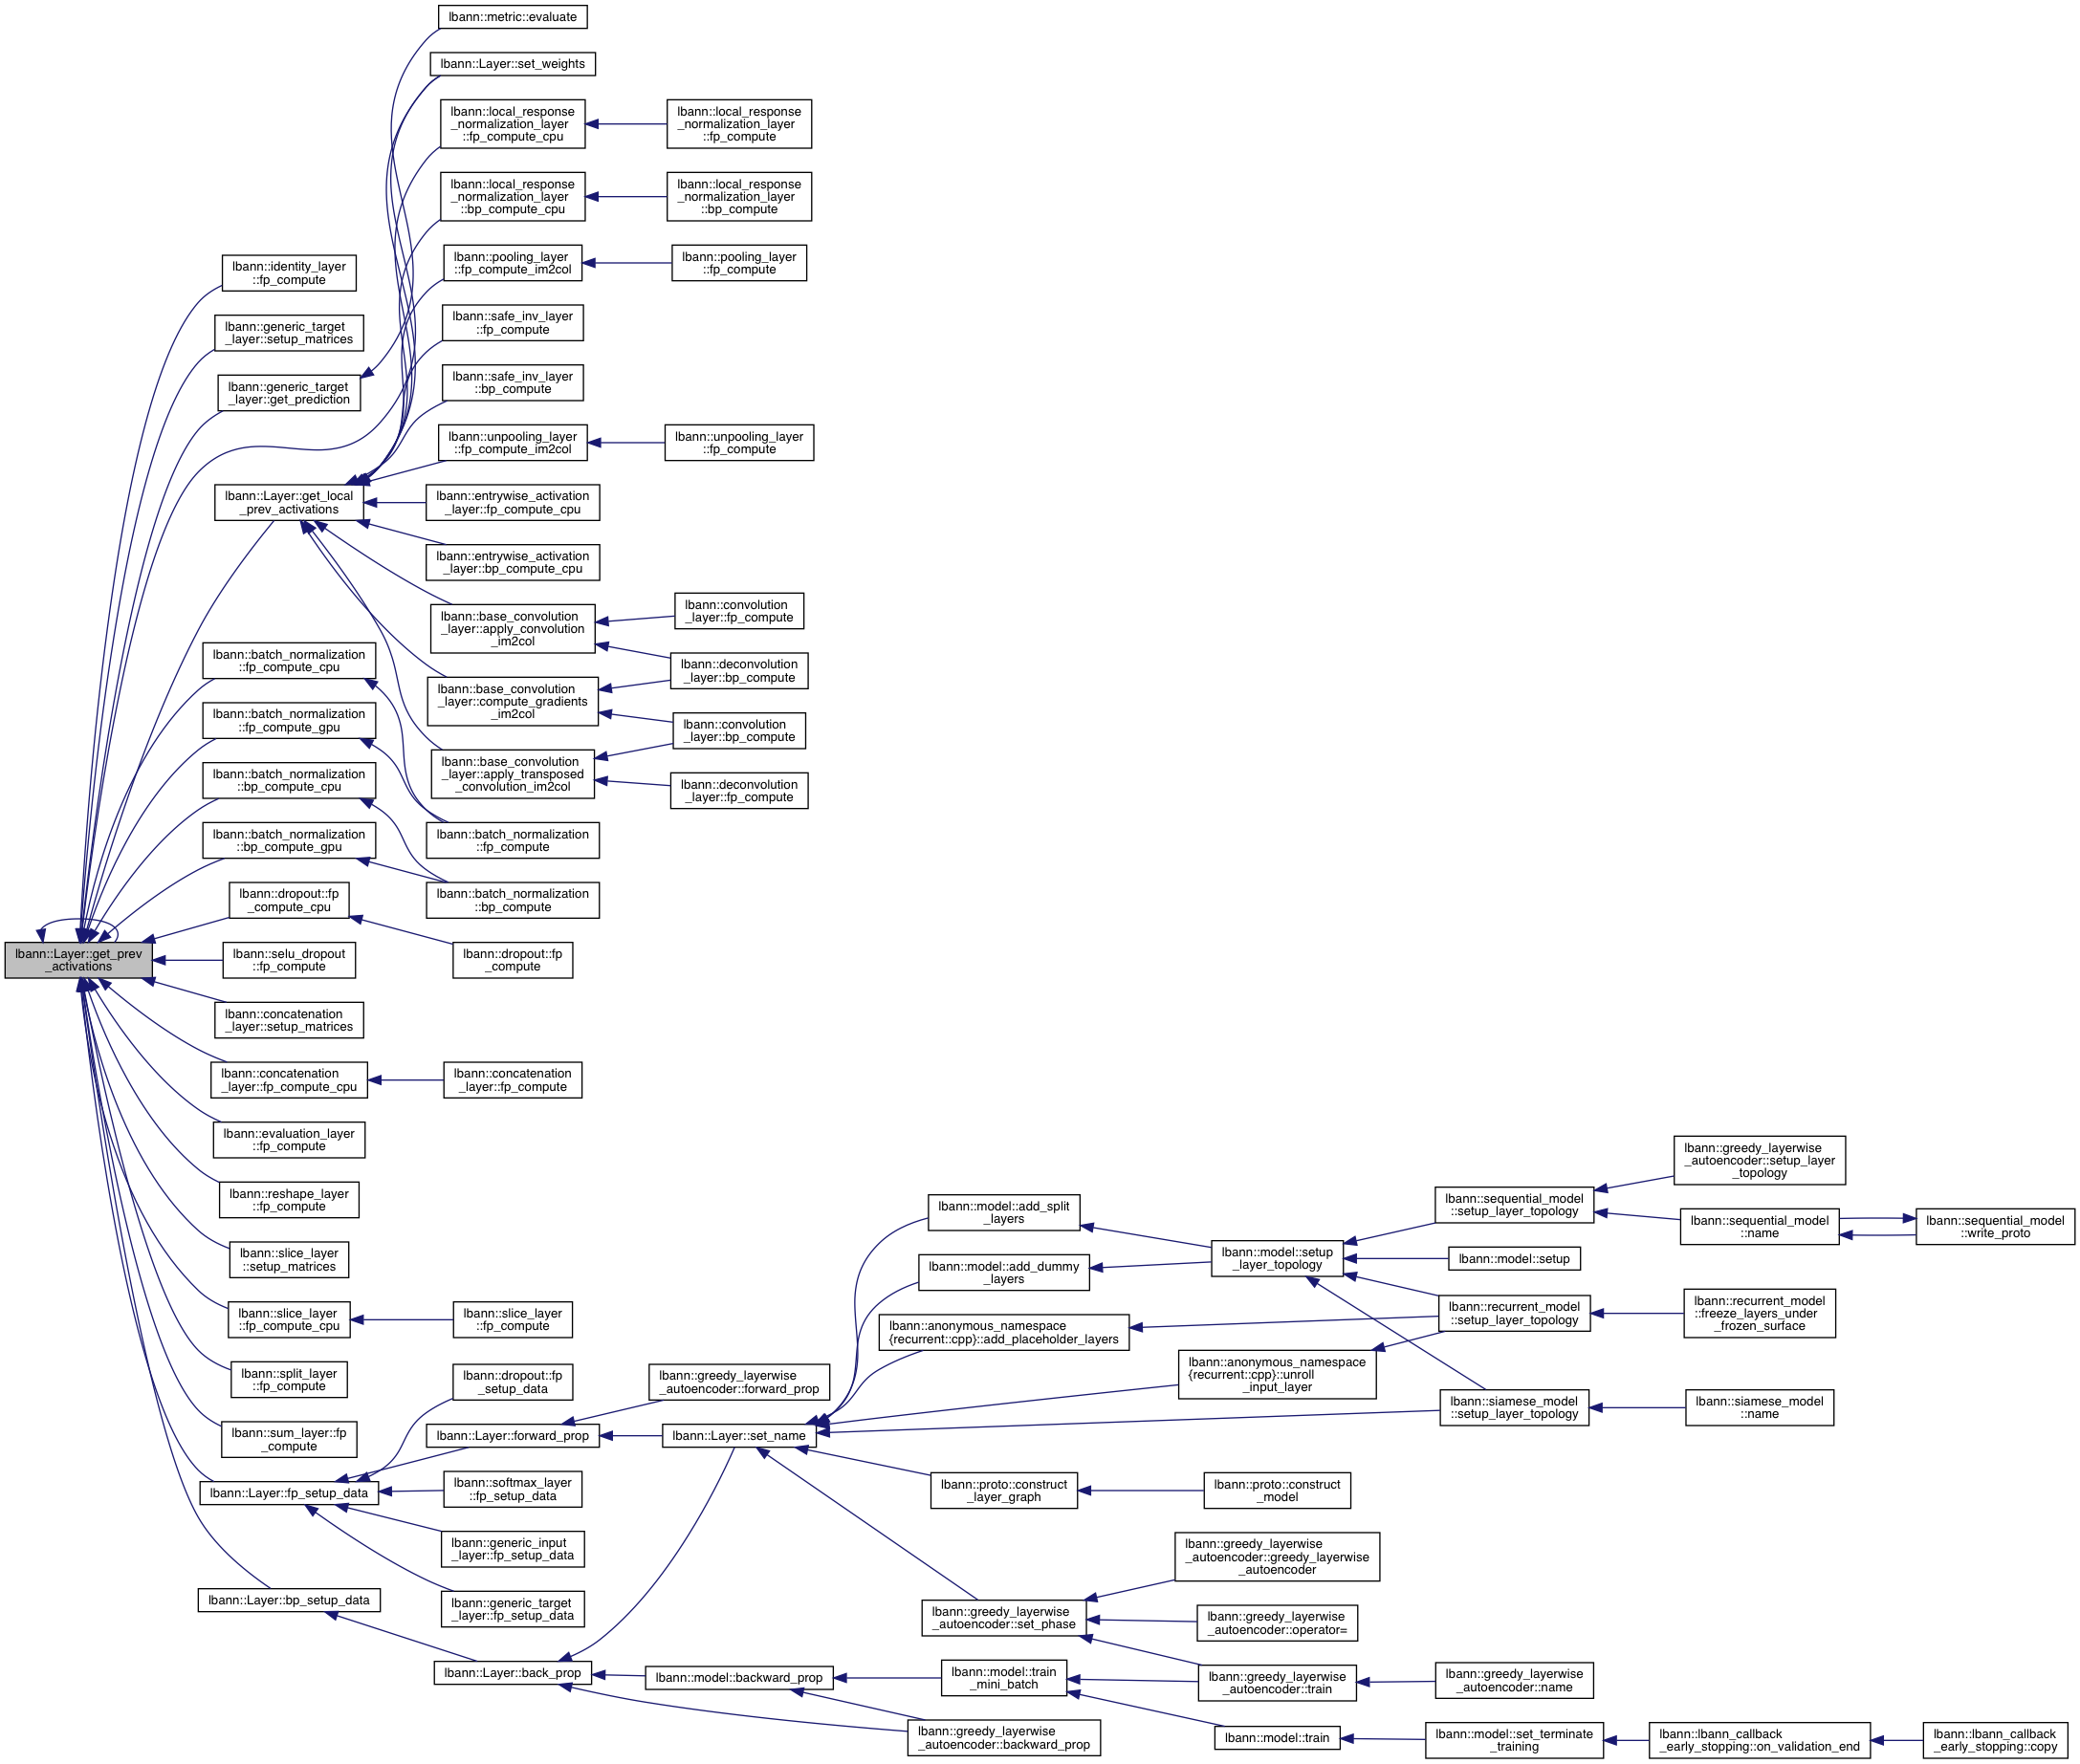 lbann::Layer::get_prev
_activations
lbann::identity_layer
::fp_compute
lbann::generic_target
_layer::setup_matrices
lbann::generic_target
_layer::get_prediction
lbann::Layer::get_local
_prev_activations
lbann::batch_normalization
::fp_compute_cpu
lbann::batch_normalization
::fp_compute_gpu
lbann::batch_normalization
::bp_compute_cpu
lbann::batch_normalization
::bp_compute_gpu
lbann::dropout::fp
_compute_cpu
lbann::selu_dropout
::fp_compute
lbann::concatenation
_layer::setup_matrices
lbann::concatenation
_layer::fp_compute_cpu
lbann::evaluation_layer
::fp_compute
lbann::reshape_layer
::fp_compute
lbann::slice_layer
::setup_matrices
lbann::slice_layer
::fp_compute_cpu
lbann::split_layer
::fp_compute
lbann::sum_layer::fp
_compute
lbann::Layer::fp_setup_data
lbann::Layer::bp_setup_data
lbann::metric::evaluate
lbann::Layer::set_weights
lbann::local_response
_normalization_layer
::fp_compute_cpu
lbann::local_response
_normalization_layer
::bp_compute_cpu
lbann::pooling_layer
::fp_compute_im2col
lbann::safe_inv_layer
::fp_compute
lbann::safe_inv_layer
::bp_compute
lbann::unpooling_layer
::fp_compute_im2col
lbann::entrywise_activation
_layer::fp_compute_cpu
lbann::entrywise_activation
_layer::bp_compute_cpu
lbann::base_convolution
_layer::apply_convolution
_im2col
lbann::base_convolution
_layer::compute_gradients
_im2col
lbann::base_convolution
_layer::apply_transposed
_convolution_im2col
lbann::batch_normalization
::fp_compute
lbann::batch_normalization
::bp_compute
lbann::dropout::fp
_compute
lbann::concatenation
_layer::fp_compute
lbann::slice_layer
::fp_compute
lbann::dropout::fp
_setup_data
lbann::Layer::forward_prop
lbann::softmax_layer
::fp_setup_data
lbann::generic_input
_layer::fp_setup_data
lbann::generic_target
_layer::fp_setup_data
lbann::Layer::back_prop
lbann::local_response
_normalization_layer
::fp_compute
lbann::local_response
_normalization_layer
::bp_compute
lbann::pooling_layer
::fp_compute
lbann::unpooling_layer
::fp_compute
lbann::convolution
_layer::fp_compute
lbann::deconvolution
_layer::bp_compute
lbann::convolution
_layer::bp_compute
lbann::deconvolution
_layer::fp_compute
lbann::greedy_layerwise
_autoencoder::forward_prop
lbann::Layer::set_name
lbann::model::backward_prop
lbann::model::add_split
_layers
lbann::model::add_dummy
_layers
lbann::anonymous_namespace
{recurrent::cpp}::add_placeholder_layers
lbann::proto::construct
_layer_graph
lbann::greedy_layerwise
_autoencoder::set_phase
lbann::model::train
_mini_batch
lbann::greedy_layerwise
_autoencoder::backward_prop
lbann::model::setup
_layer_topology
lbann::anonymous_namespace
{recurrent::cpp}::unroll
_input_layer
lbann::proto::construct
_model
lbann::greedy_layerwise
_autoencoder::greedy_layerwise
_autoencoder
lbann::greedy_layerwise
_autoencoder::operator=
lbann::greedy_layerwise
_autoencoder::train
lbann::model::train
lbann::sequential_model
::setup_layer_topology
lbann::model::setup
lbann::recurrent_model
::setup_layer_topology
lbann::siamese_model
::setup_layer_topology
lbann::greedy_layerwise
_autoencoder::name
lbann::model::set_terminate
_training
lbann::greedy_layerwise
_autoencoder::setup_layer
_topology
lbann::sequential_model
::name
lbann::recurrent_model
::freeze_layers_under
_frozen_surface
lbann::siamese_model
::name
lbann::lbann_callback
_early_stopping::on_validation_end
lbann::sequential_model
::write_proto
lbann::lbann_callback
_early_stopping::copy